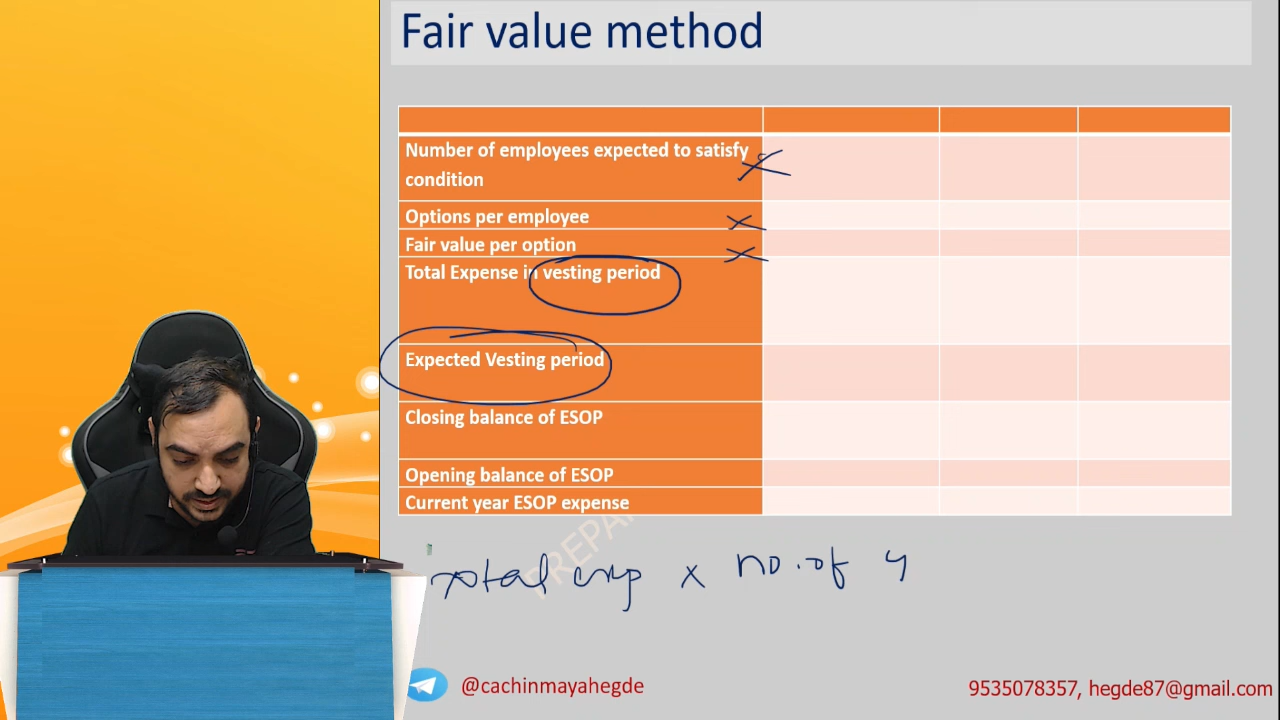 Fair value method
Number of employees expected to satisfy
condition
Options per employee
Fair value per option
Total Expense in vesting period
Expected Vesting period
Closing balance of ESOP
Opening balance of ESOP
Current year ESOP expense
PREPA
Total exp x no. of y
@cachinmayahegde
9535078357, hegde87@gmail.com